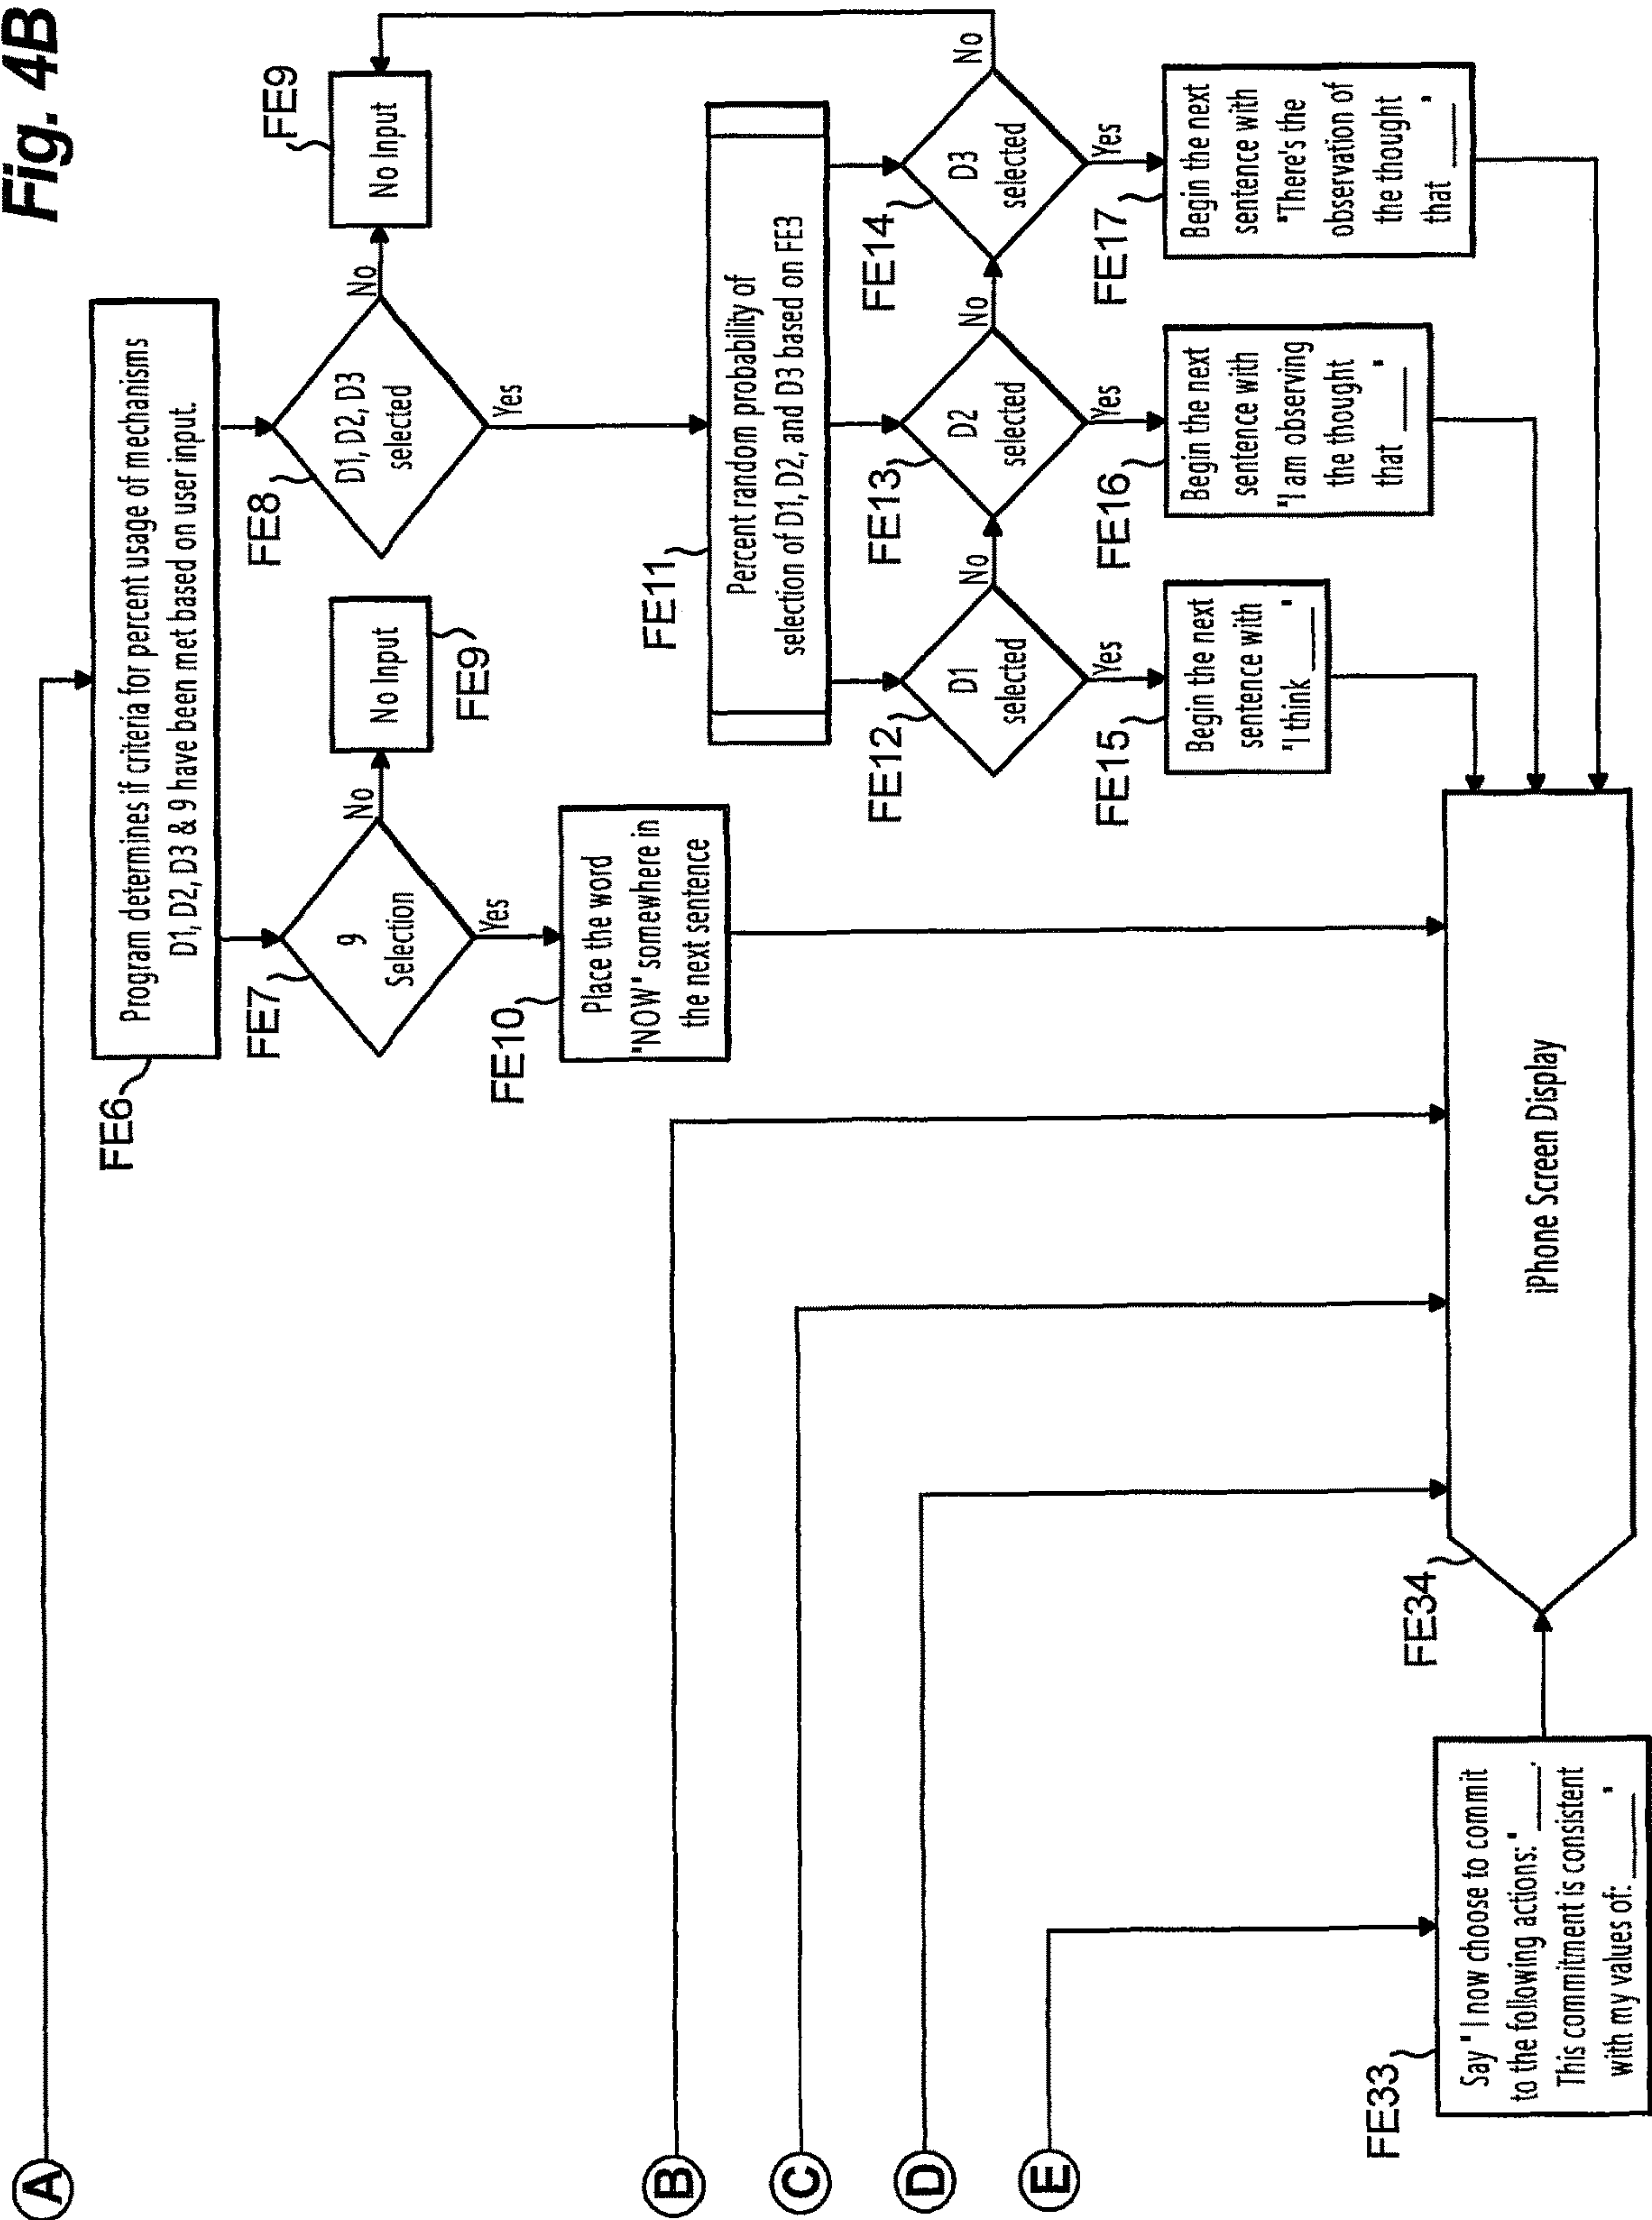 Fig. 4B
A
FE6
Program determines if criteria for percent usage of mechanisms
D1, D2, D3 & 9 have been met based on user input.
FE7
9
Selection
No
No Input
FE9
Yes
FE8
D1, D2, D3
selected
No
No Input
FE9
Yes
FE10
Place the word
"NOW" somewhere in
the next sentence
FE11
Percent random probability of
selection of D1, D2, and D3 based on FE3
FE12
D1
selected
No
Yes
FE13
D2
selected
No
Yes
FE14
D3
selected
No
Yes
FE15
Begin the next
sentence with
"I think ____"
FE16
Begin the next
sentence with
"I am observing
the thought
that ____"
FE17
Begin the next
sentence with
"There's the
observation of
the thought
that ____"
B
C
D
E
FE34
iPhone Screen Display
FE33
Say " I now choose to commit
to the following actions:" ____.
This commitment is consistent
with my values of: ____"